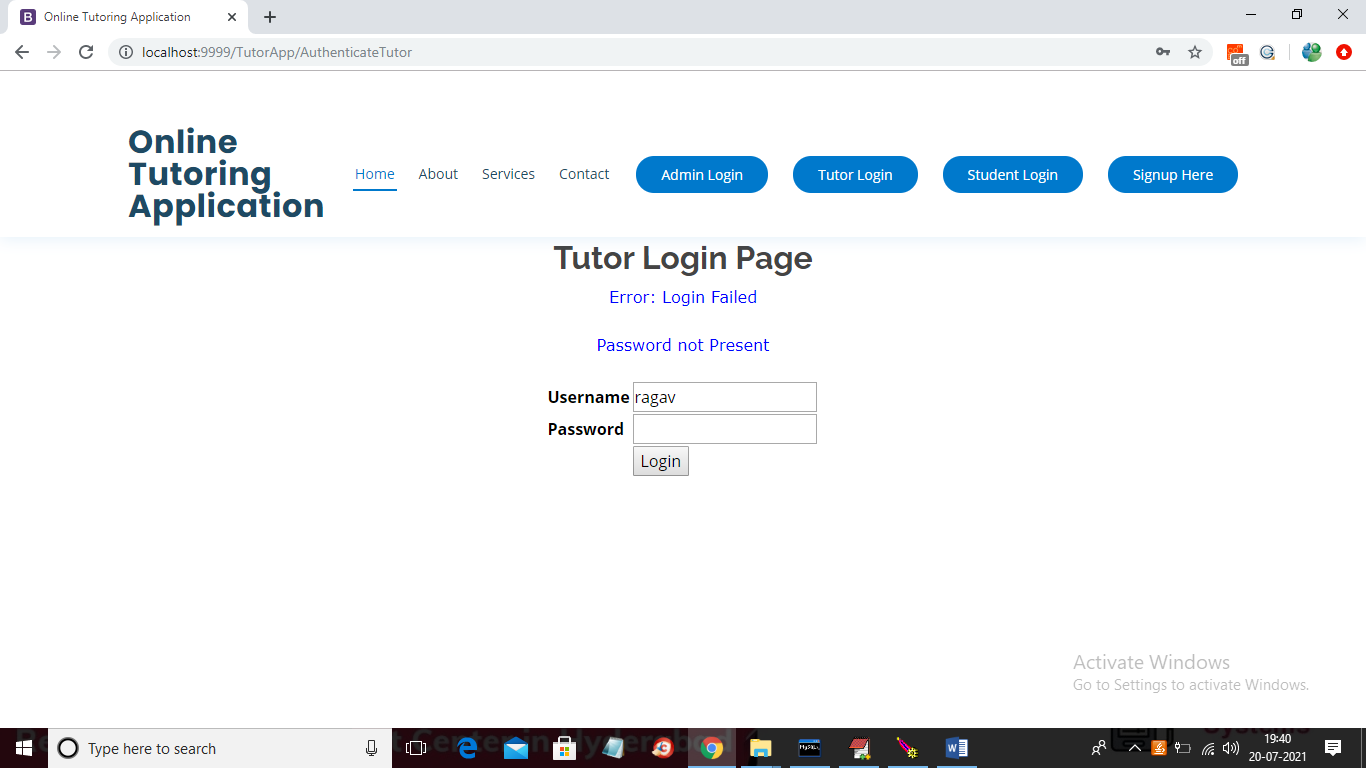 Online Tutoring Application
localhost:9999/TutorApp/AuthenticateTutor
off
Online
Tutoring
Application
Home About Services Contact Admin Login Tutor Login Student Login Signup Here
Tutor Login Page
Error: Login Failed
Password not Present
Username ragav
Password
Login
Activate Windows
Go to Settings to activate Windows.
Type here to search
MySQL
19:40
20-07-2021